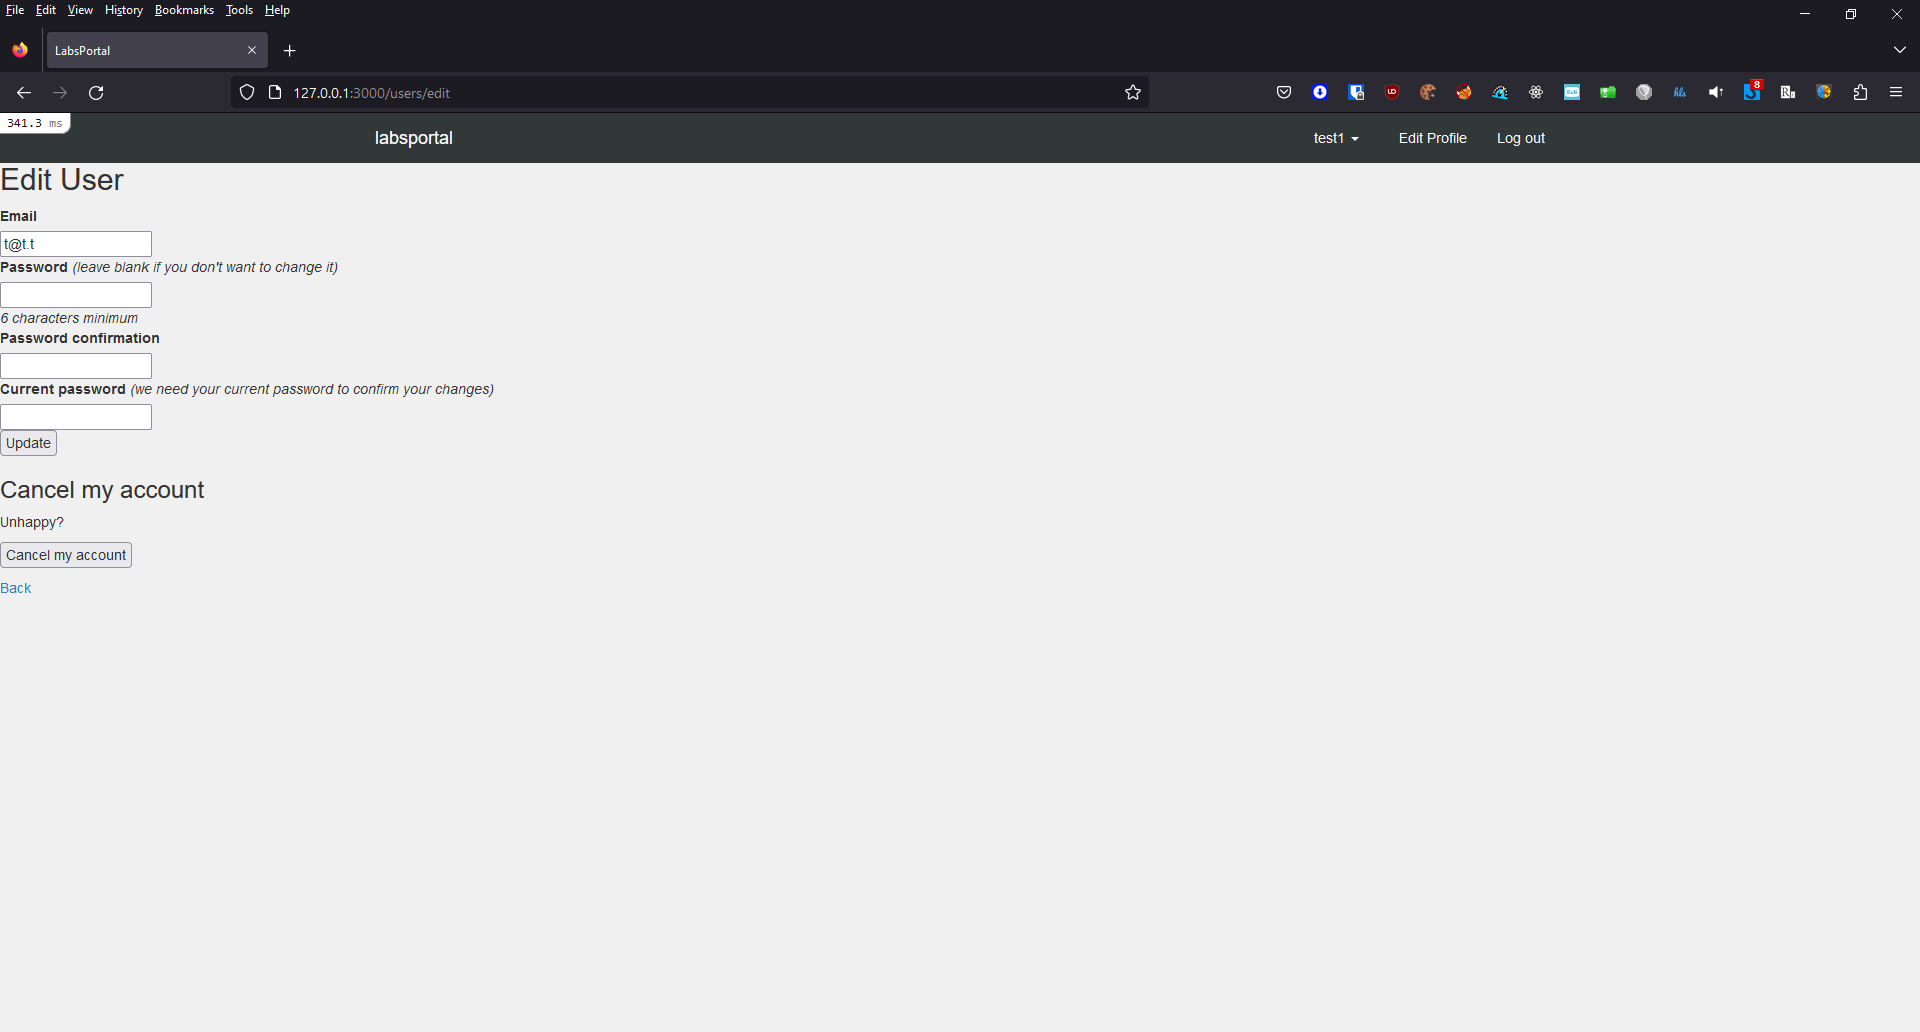 File Edit View History Bookmarks Tools Help
LabsPortal
127.0.0.1:3000/users/edit
8
341.3 ms
labsportal
test1
Edit Profile
Log out
Edit User
Email
t@t.t
Password (leave blank if you don't want to change it)
6 characters minimum
Password confirmation
Current password (we need your current password to confirm your changes)
Update
Cancel my account
Unhappy?
Cancel my account
Back